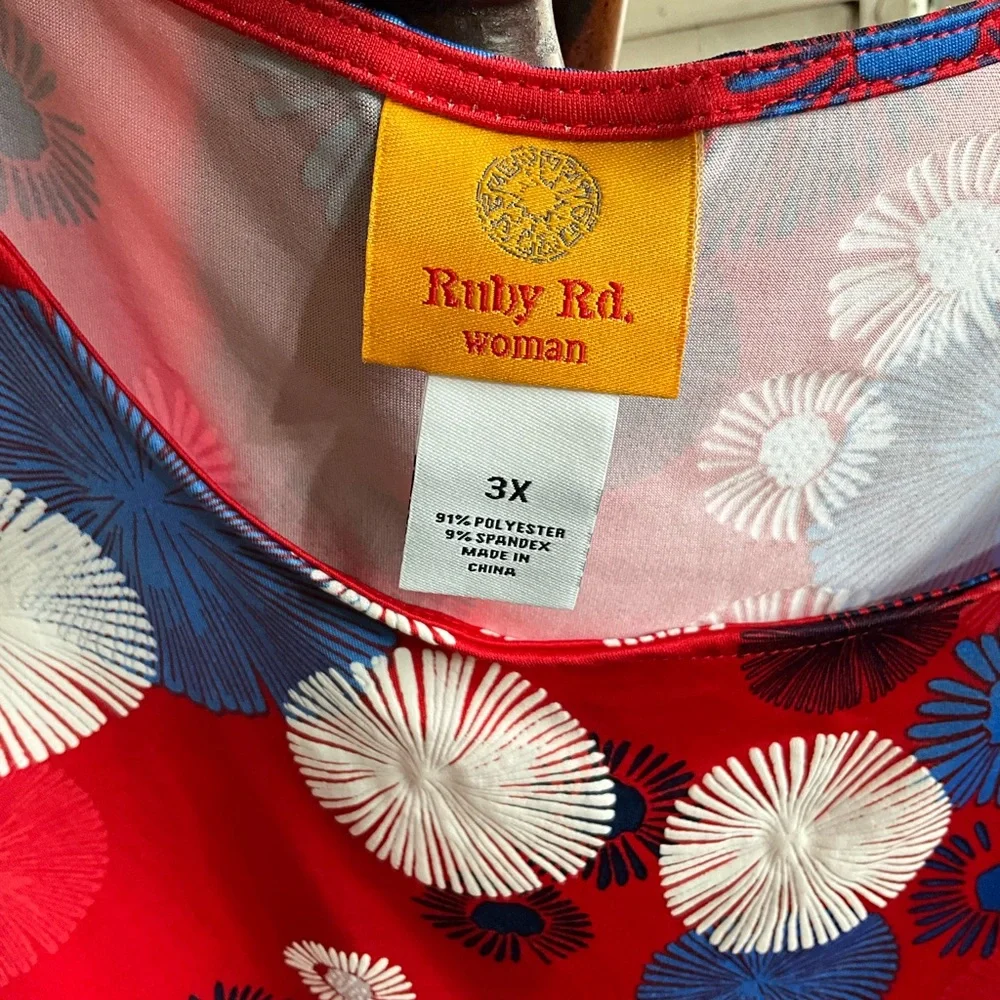 Ruby Rd.
woman
3X
91% POLYESTER
9% SPANDEX
MADE IN
CHINA